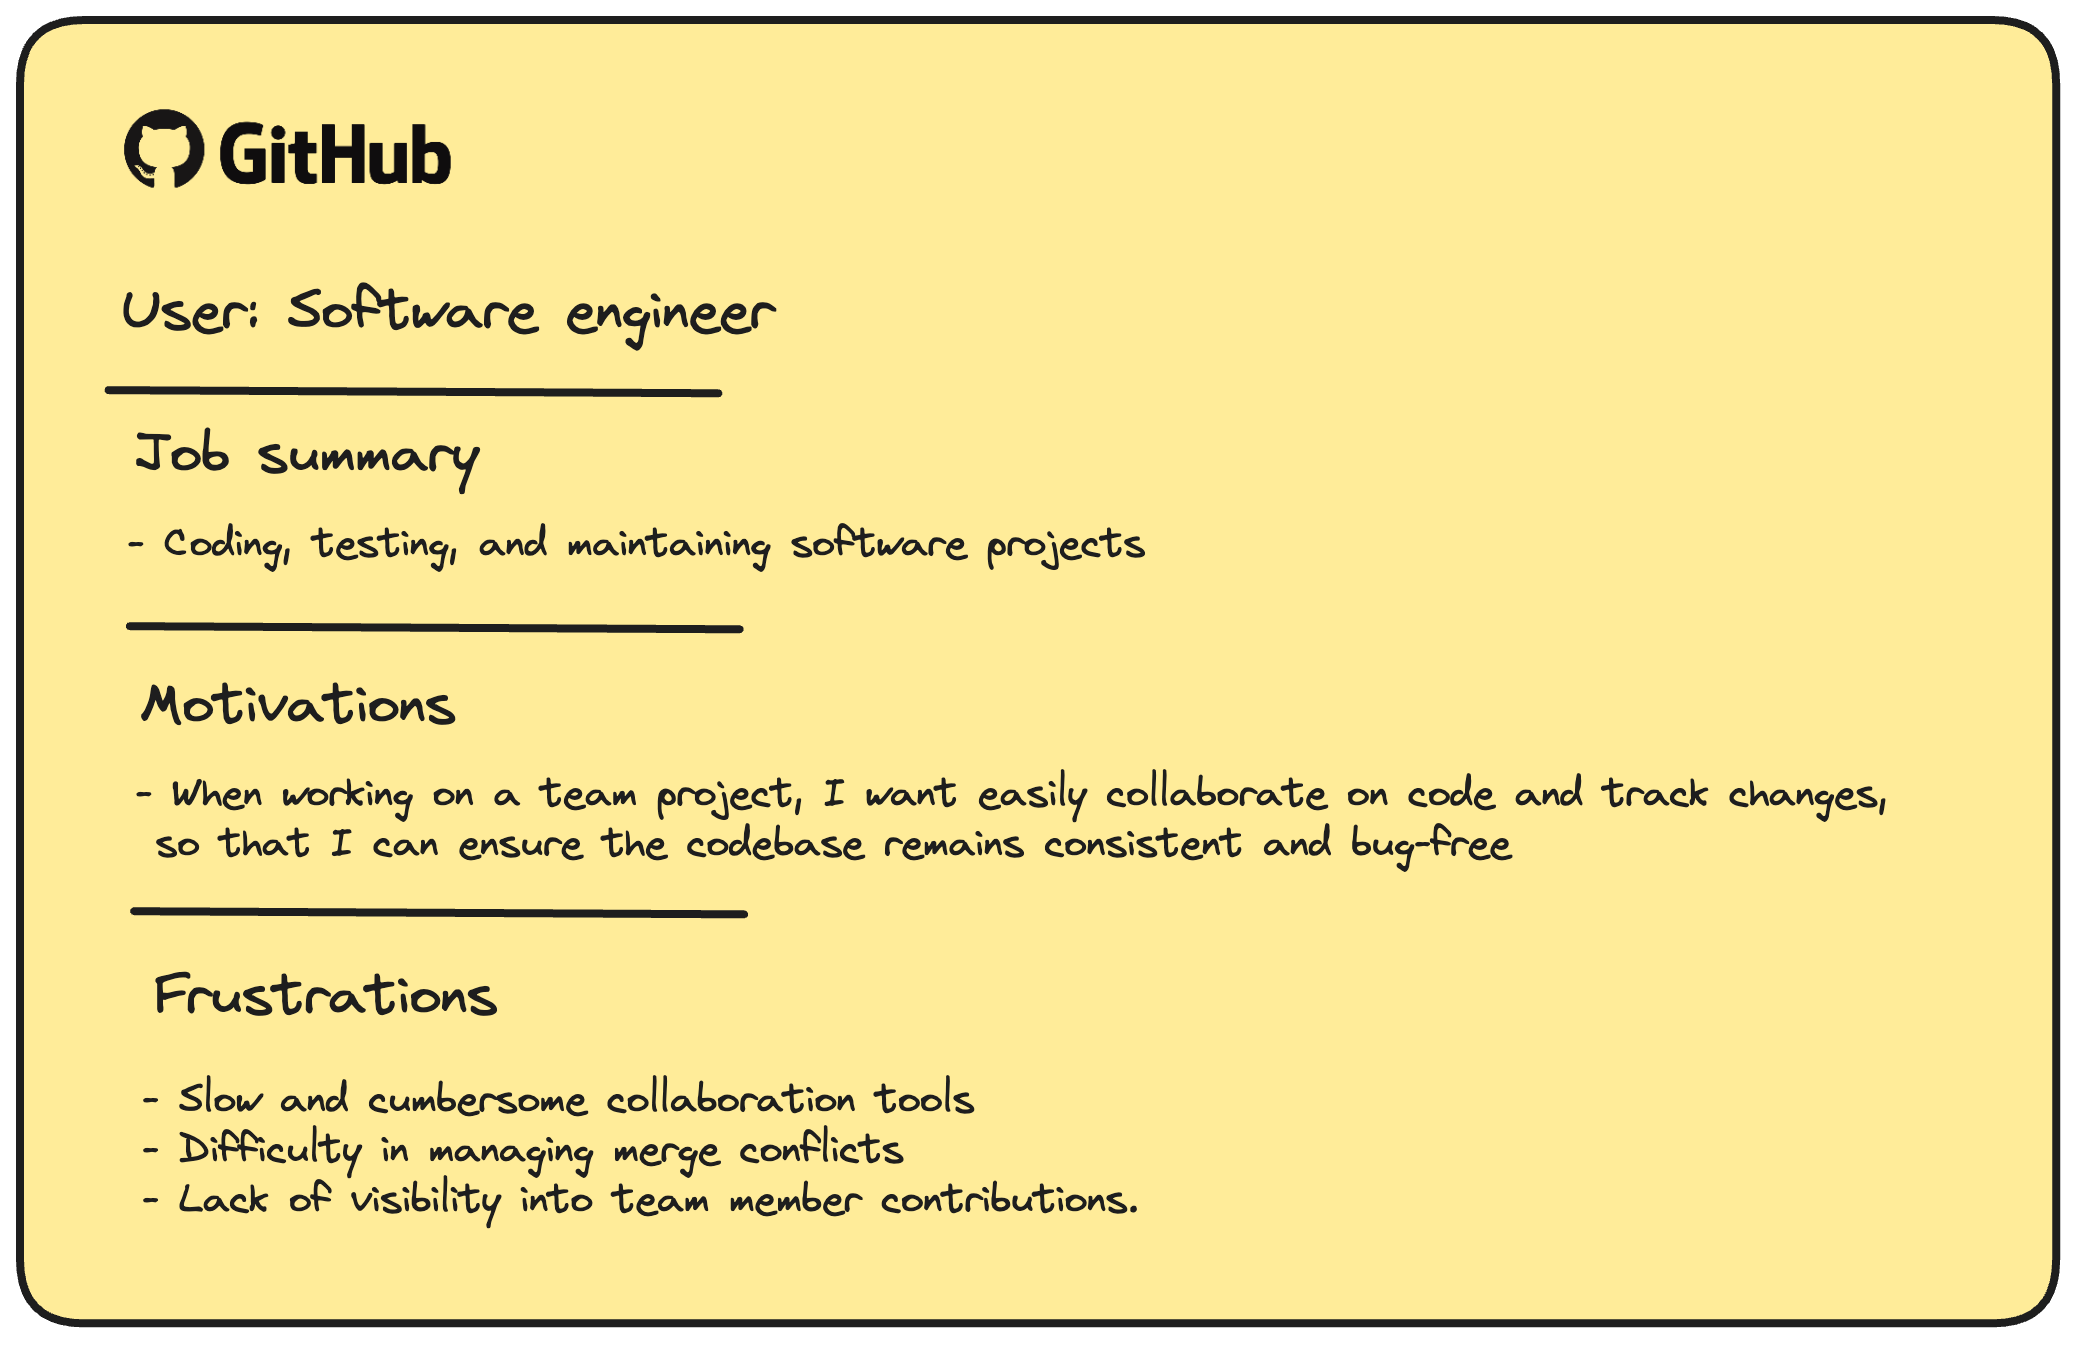 GitHub
User: Software engineer
Job summary
- Coding, testing, and maintaining software projects
Motivations
- When working on a team project, I want easily collaborate on code and track changes,
so that I can ensure the codebase remains consistent and bug-free
Frustrations
- Slow and cumbersome collaboration tools
- Difficulty in managing merge conflicts
- Lack of visibility into team member contributions.